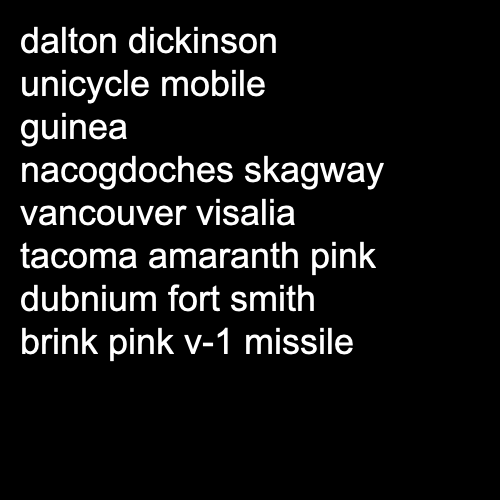 dalton dickinson
unicycle mobile
guinea
nacogdoches skagway
vancouver visalia
tacoma amaranth pink
dubnium fort smith
brink pink v-1 missile